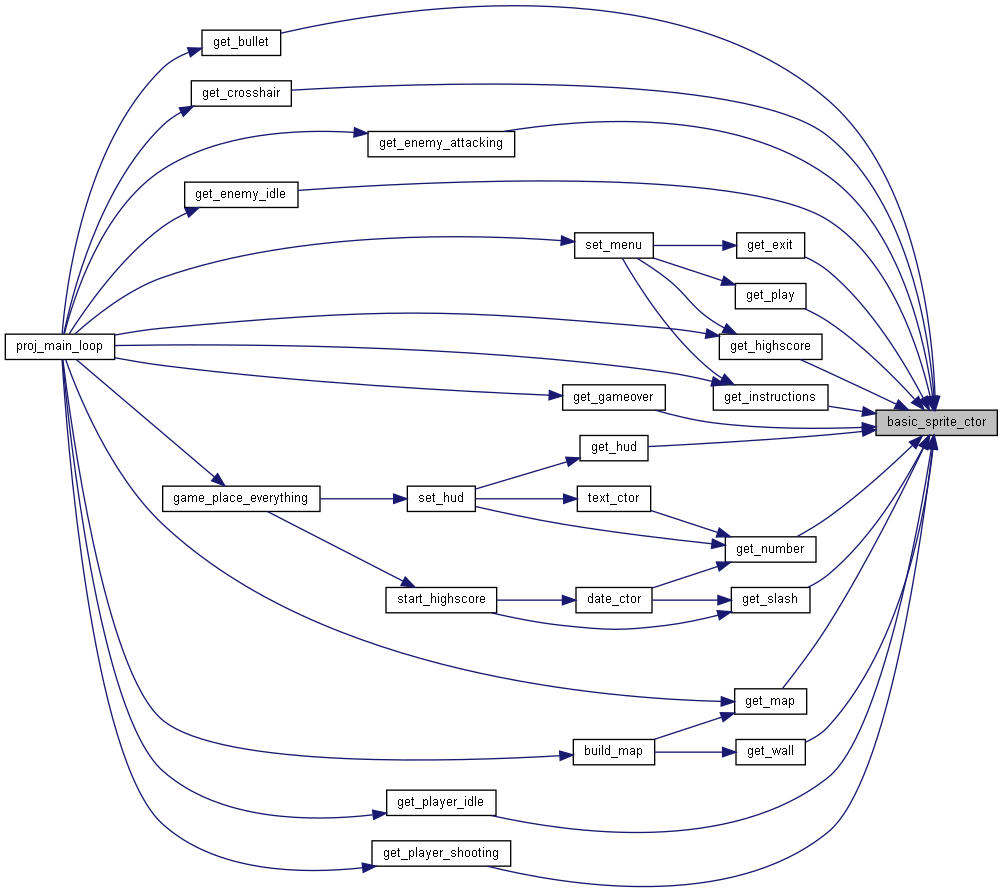 get_bullet
get_crosshair
get_enemy_attacking
get_enemy_idle
set_menu
get_exit
get_play
proj_main_loop
get_highscore
get_gameover
get_instructions
basic_sprite_ctor
get_hud
game_place_everything
set_hud
text_ctor
get_number
start_highscore
date_ctor
get_slash
get_map
build_map
get_wall
get_player_idle
get_player_shooting